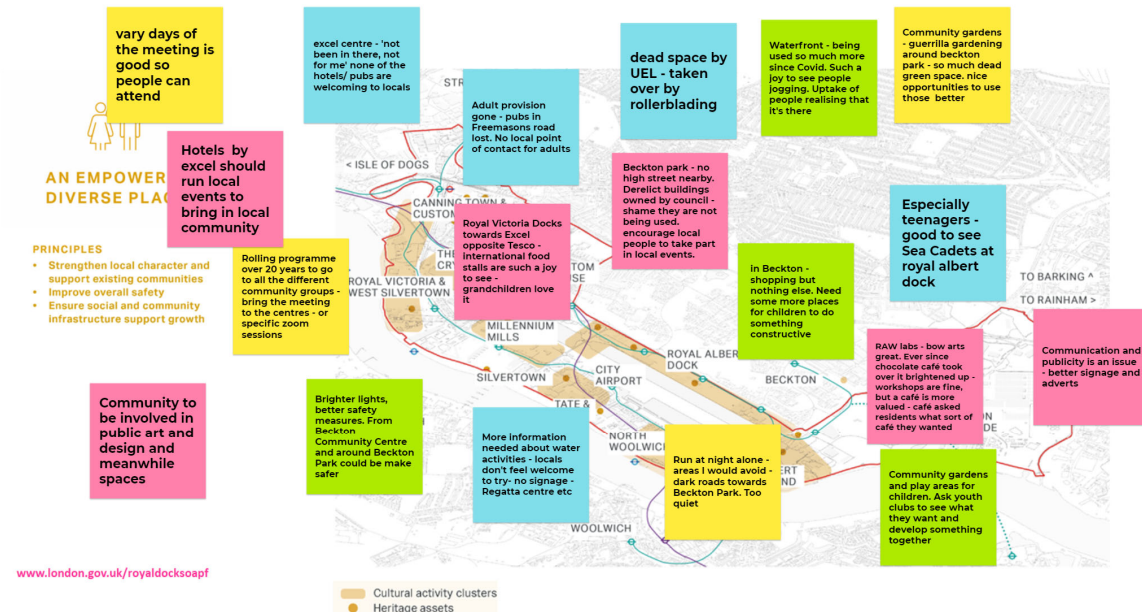 vary days of
the meeting is
good so
people can
attend
excel centre - 'not
been in there, not
for me' none of the
hotels/ pubs are
welcoming to locals
Adult provision
gone - pubs in
Freemasons road
lost. No local point
of contact for adults
dead space by
UEL - taken
over by
rollerblading
Waterfront - being
used so much more
since Covid. Such a
joy to see people
jogging. Uptake of
people realising that
it's there
Community gardens
- guerrilla gardening
around beckton
park - so much dead
green space. nice
opportunities to use
those better
Hotels by
excel should
run local
events to
bring in local
community
AN EMPOWER
DIVERSE PLAC
PRINCIPLES
• Strengthen local character and
support existing communities
• Improve overall safety
• Ensure social and community
infrastructure support growth
Rolling programme
over 20 years to go
to all the different
community groups -
bring the meeting
to the centres - or
specific zoom
sessions
Royal Victoria Docks
towards Excel
opposite Tesco -
international food
stalls are such a joy
to see -
grandchildren love
it
Beckton park - no
high street nearby.
Derelict buildings
owned by council -
shame they are not
being used.
encourage local
people to take part
in local events.
in Beckton -
shopping but
nothing else. Need
some more places
for children to do
something
constructive
Especially
teenagers -
good to see
Sea Cadets at
royal albert
dock
RAW labs - bow arts
great. Ever since
chocolate café took
over it brightened up -
workshops are fine,
but a café is more
valued - café asked
residents what sort of
café they wanted
Communication and
publicity is an issue
- better signage and
adverts
Community to
be involved in
public art and
design and
meanwhile
spaces
Brighter lights,
better safety
measures. From
Beckton
Community Centre
and around Beckton
Park could be make
safer
More information
needed about water
activities - locals
don't feel welcome
to try- no signage -
Regatta centre etc
Run at night alone -
areas I would avoid -
dark roads towards
Beckton Park. Too
quiet
Community gardens
and play areas for
children. Ask youth
clubs to see what
they want and
develop something
together
STR
< ISLE OF DOGS
CANNING TOWN &
CUSTOM
TH
CRY
TOM
USE
ROYAL VICTORIA &
WEST SILVERTOWN
MILLENNIUM
MILLS
SILVERTOWN
CITY
AIRPORT
ROYAL ALBER
DOCK
BECKTON
TATE &
NORTH
WOOLWIC
ERT
ND
ON
DE
WOOLWICH
TO BARKING ^
TO RAINHAM >
www.london.gov.uk/royaldocksoapf
Cultural activity clusters
Heritage assets